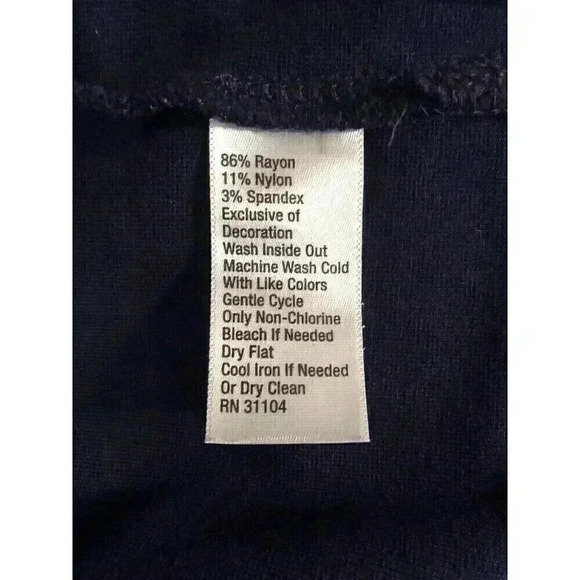 86% Rayon
11% Nylon
3% Spandex
Exclusive of
Decoration
Wash Inside Out
Machine Wash Cold
With Like Colors
Gentle Cycle
Only Non-Chlorine
Bleach If Needed
Dry Flat
Cool Iron If Needed
Or Dry Clean
RN 31104